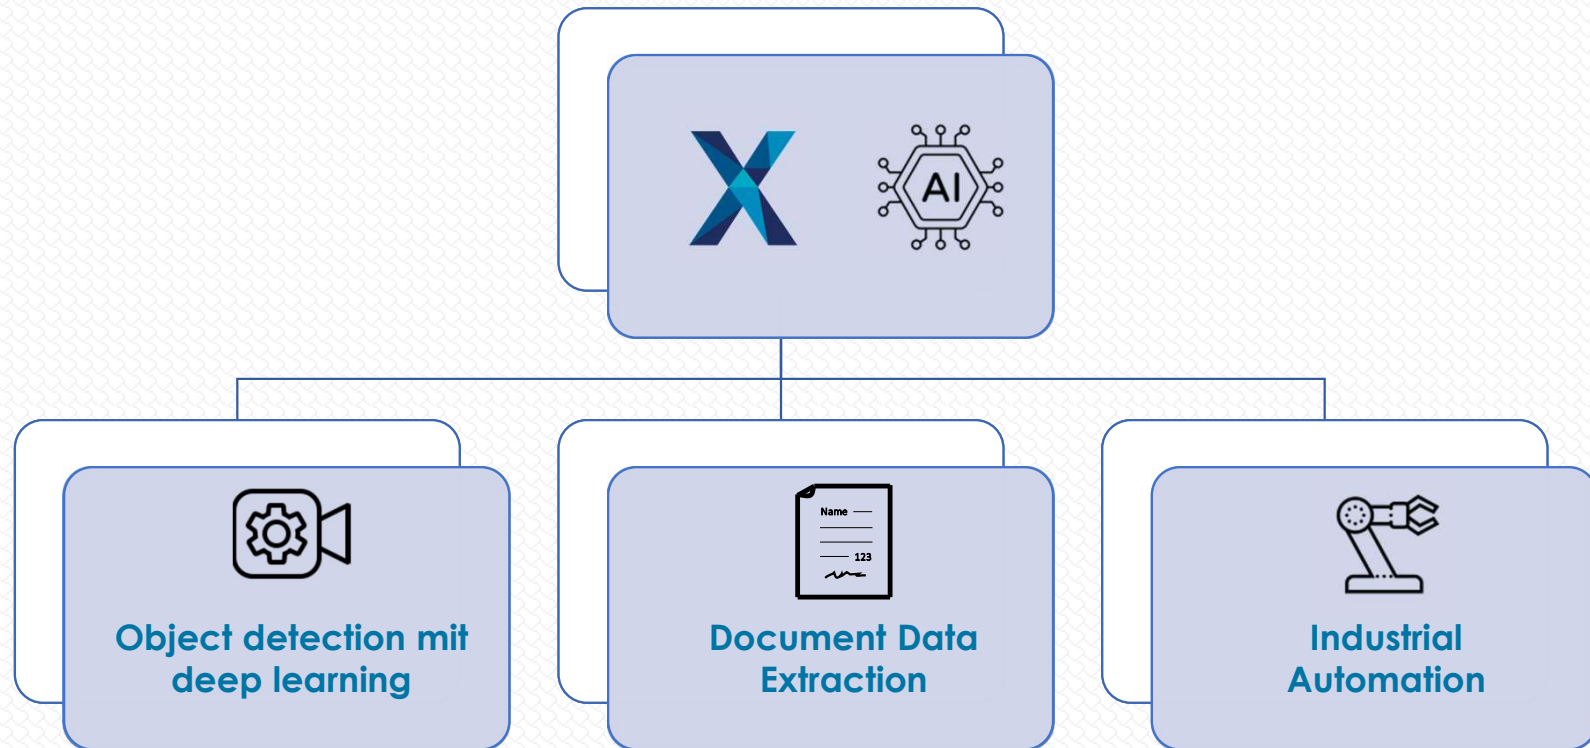 X
AI
Object detection mit
deep learning
Name
123
Document Data
Extraction
Industrial
Automation